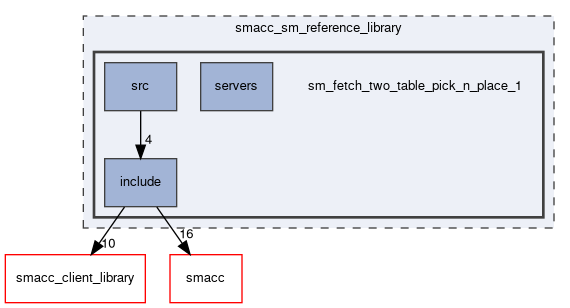 smacc_sm_reference_library
src
servers
sm_fetch_two_table_pick_n_place_1
4
include
10
16
smacc_client_library
smacc